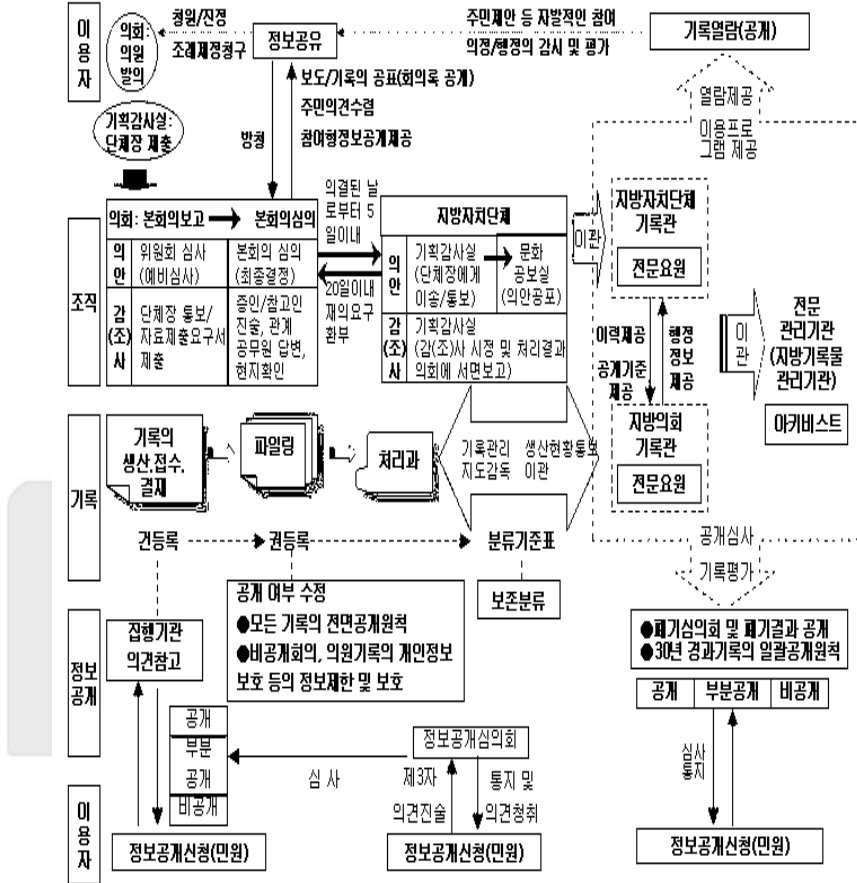 이용자
의회:
의원
발의
청원/진정
조례제정청구
정보공유
주민제안 등 자발적인 참여
의정/행정의 감시 및 평가
기록열람(공개)
기획감사실:
단체장 제출
방청
보도/기록의 공표(회의록 공개)
주민의견수렴
참여형정보공개제공
열람제공
이용프로
그램 제공
조직
의회: 본회의보고
본회의심의
의안
위원회 심사
(예비심사)
본회의 심의
(최종결정)
감(조)사
단체장 통보/
자료제출요구서
제출
증인/참고인
진술, 관계
공무원 답변,
현지확인
의결된 날
로부터 5
일이내
20일이내
재의요구
환부
지방자치단체
의안
기획감사실
(단체장에게
이송/통보)
문화
공보실
(의안공포)
감(조)사
기획감사실
(감(조)사 시정 및 처리결과
의회에 서면보고)
이관
지방자치단체
기록관
전문요원
이력제공
공개기준
제공
행정
정보
제공
지방의회
기록관
전문요원
이관
전문
관리기관
(지방기록물
관리기관)
아키비스트
기록
기록의
생산,접수,
결재
파일링
처리과
기록관리
지도감독
생산현황통보
이관
건등록
권등록
분류기준표
보존분류
공개심사
기록평가
정보공개
집행기관
의견참고
공개 여부 수정
●모든 기록의 전면공개원칙
●비공개회의, 의원기록의 개인정보
보호 등의 정보제한 및 보호
●폐기심의회 및 폐기결과 공개
●30년 경과기록의 일괄공개원칙
공개
부분공개
비공개
공개
부분
공개
비공개
심 사
정보공개심의회
제3자
의견진술
통지 및
의견청취
심사
통지
이용자
정보공개신청(민원)
정보공개신청(민원)
정보공개신청(민원)